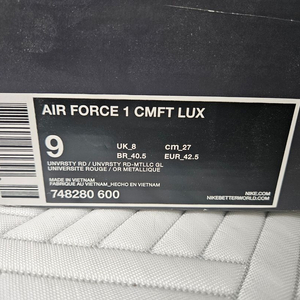 AIR FORCE 1 CMFT LUX
9 UK_8 cm_27
BR_40.5 EUR_42.5
UNVRSTY RD / UNVRSTY RD-MTLLC GL
UNIVERSITE ROUGE / OR METALLIQUE
MADE IN VIETNAM
FABRIQUE AU VIETNAM_HECHO EN VIETNAM
748280 600
NIKE.COM
NIKEBETTERWORLD.COM